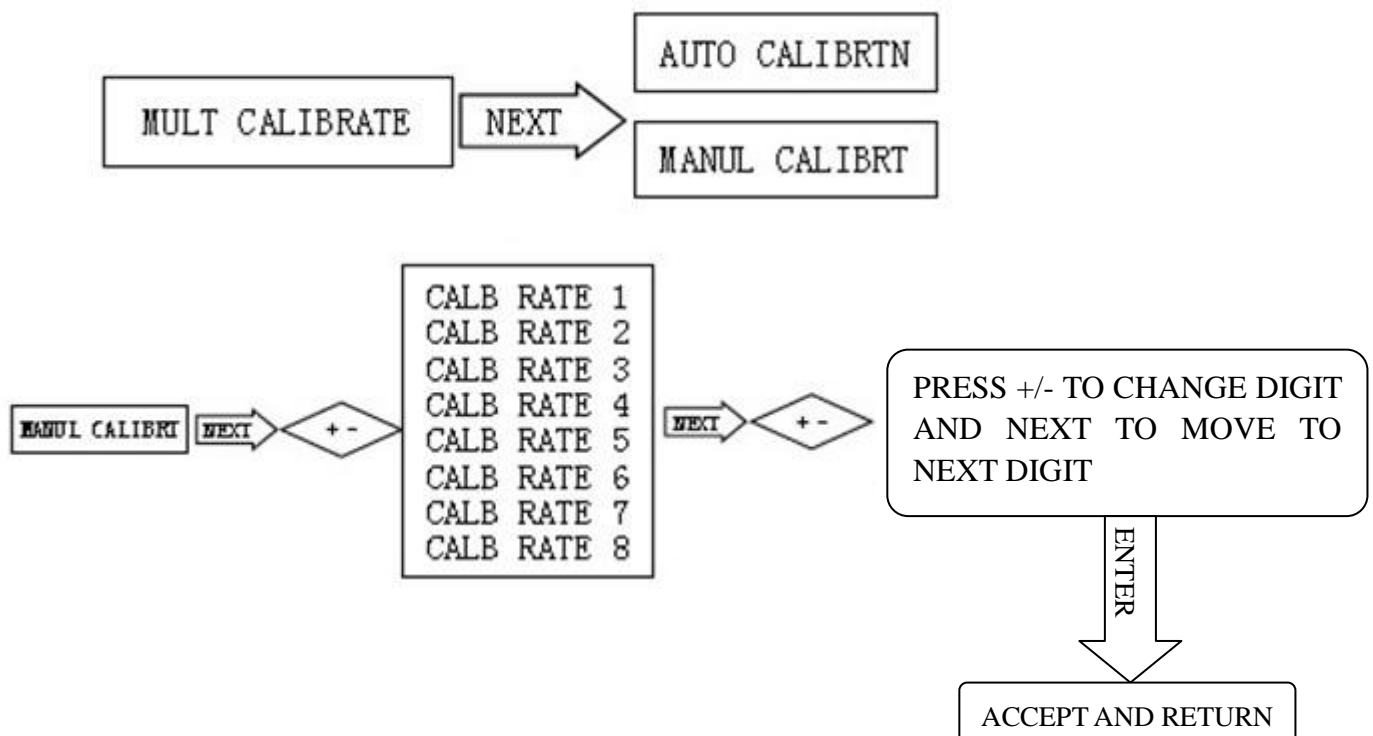 AUTO CALIBRTN
MULT CALIBRATE
NEXT
MANUL CALIBRT
CALB RATE 1
CALB RATE 2
CALB RATE 3
CALB RATE 4
CALB RATE 5
CALB RATE 6
CALB RATE 7
CALB RATE 8
MANUL CALIBRT
NEXT
+ -
NEXT
+ -
PRESS +/- TO CHANGE DIGIT
AND NEXT TO MOVE TO
NEXT DIGIT
ENTER
ACCEPT AND RETURN